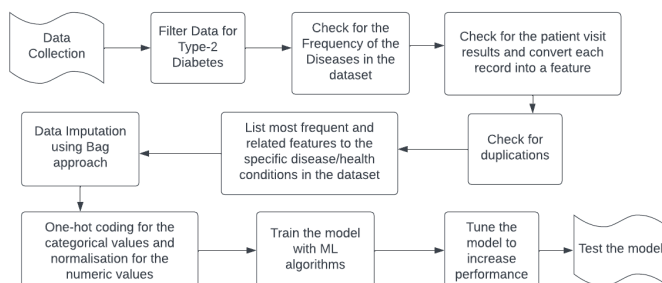 Data
Collection
Filter Data for
Type-2
Diabetes
Check for the
Frequency of the
Diseases in the
dataset
Check for the patient visit
results and convert each
record into a feature
Check for
duplications
List most frequent and
related features to the
specific disease/health
conditions in the dataset
Data Imputation
using Bag
approach
One-hot coding for the
categorical values and
normalisation for the
numeric values
Train the model
with ML
algorithms
Tune the
model to
increase
performance
Test the model